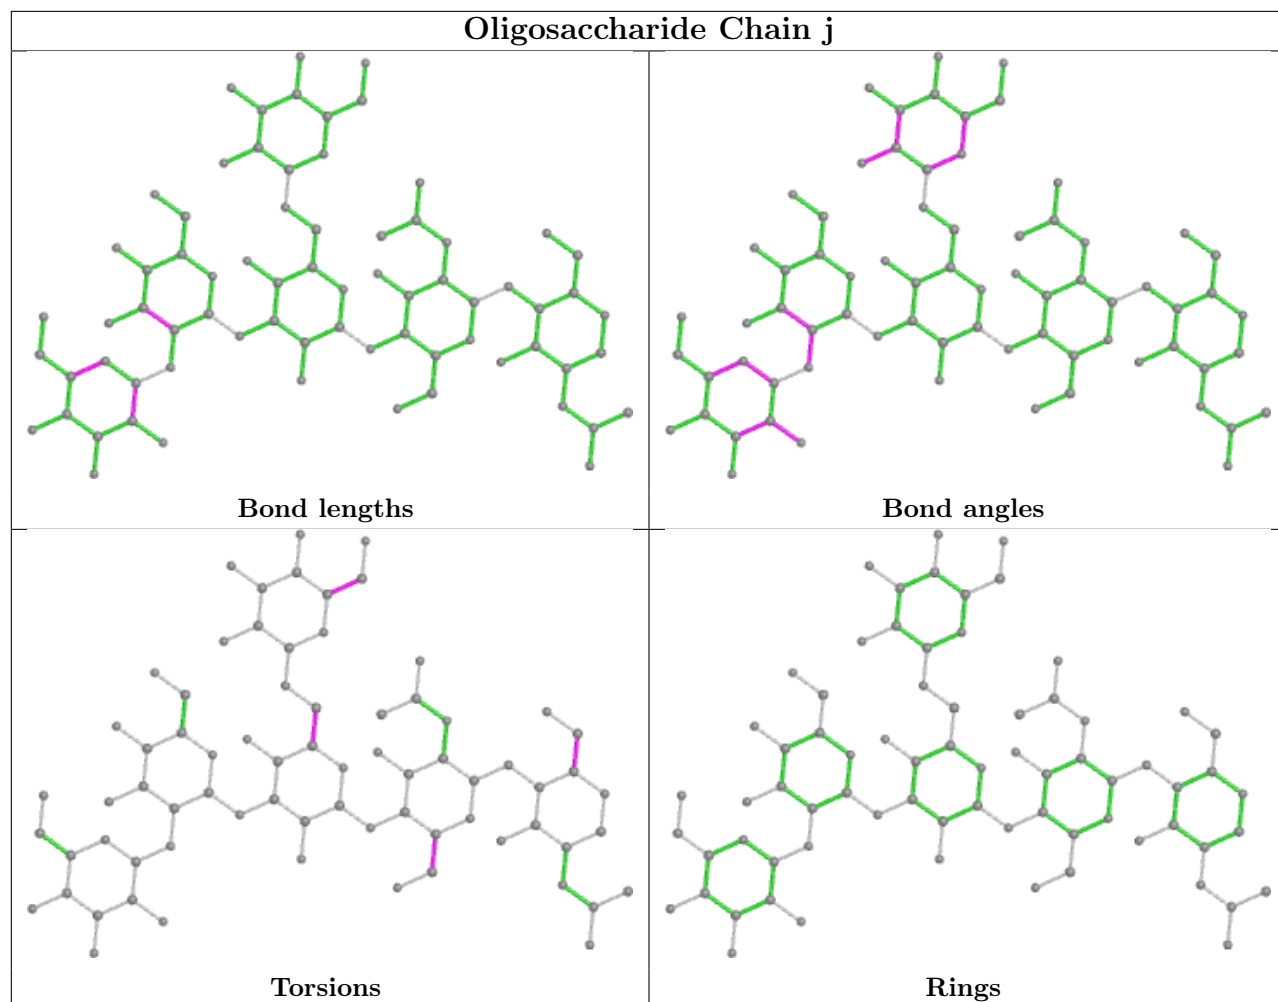 Oligosaccharide Chain j
Bond lengths
Bond angles
Torsions
Rings